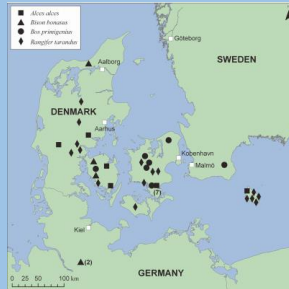 Alces alces
Bison bonasus
Bos primigenius
Rangifer tarandus
Göteborg
SWEDEN
Aalborg
DENMARK
Aarhus
København
Malmö
(7)
Kiel
(2)
GERMANY
0 25 50 100 km